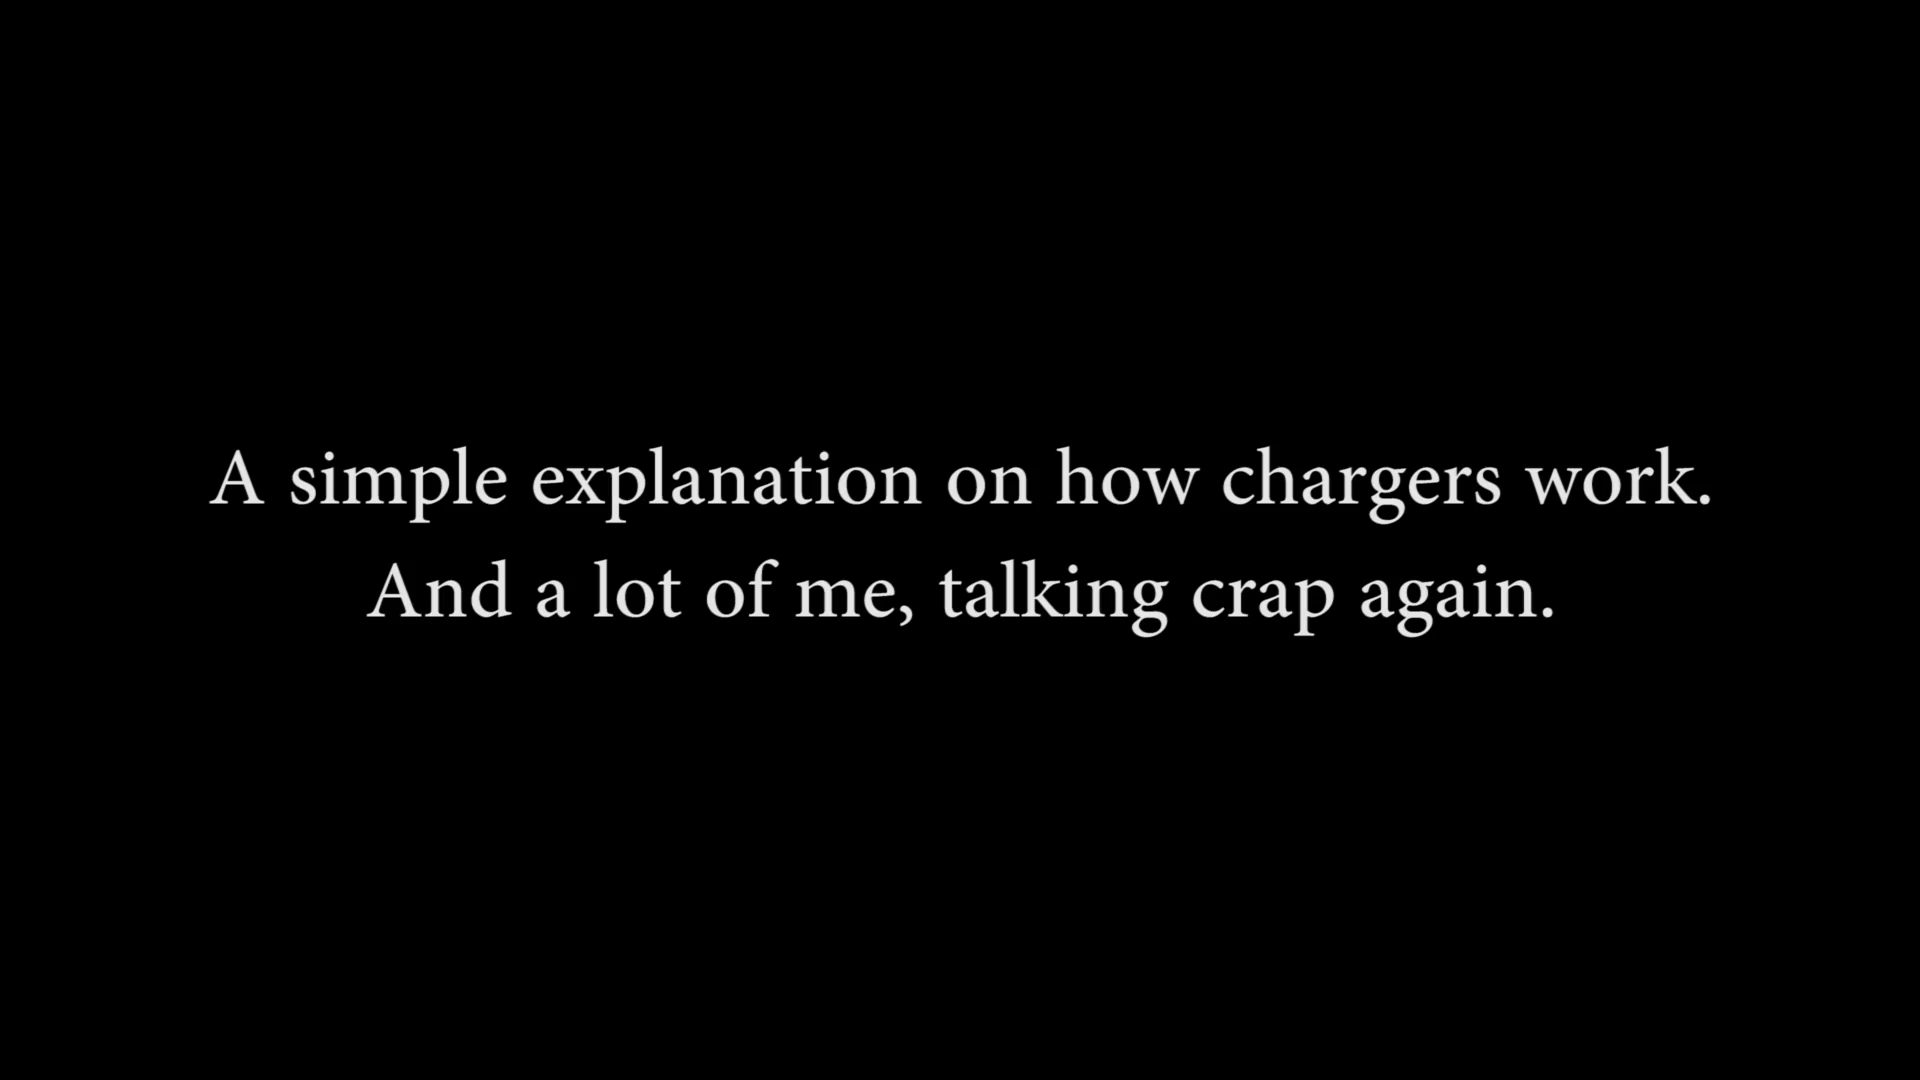 A simple explanation on how chargers work.
And a lot of me, talking crap again.